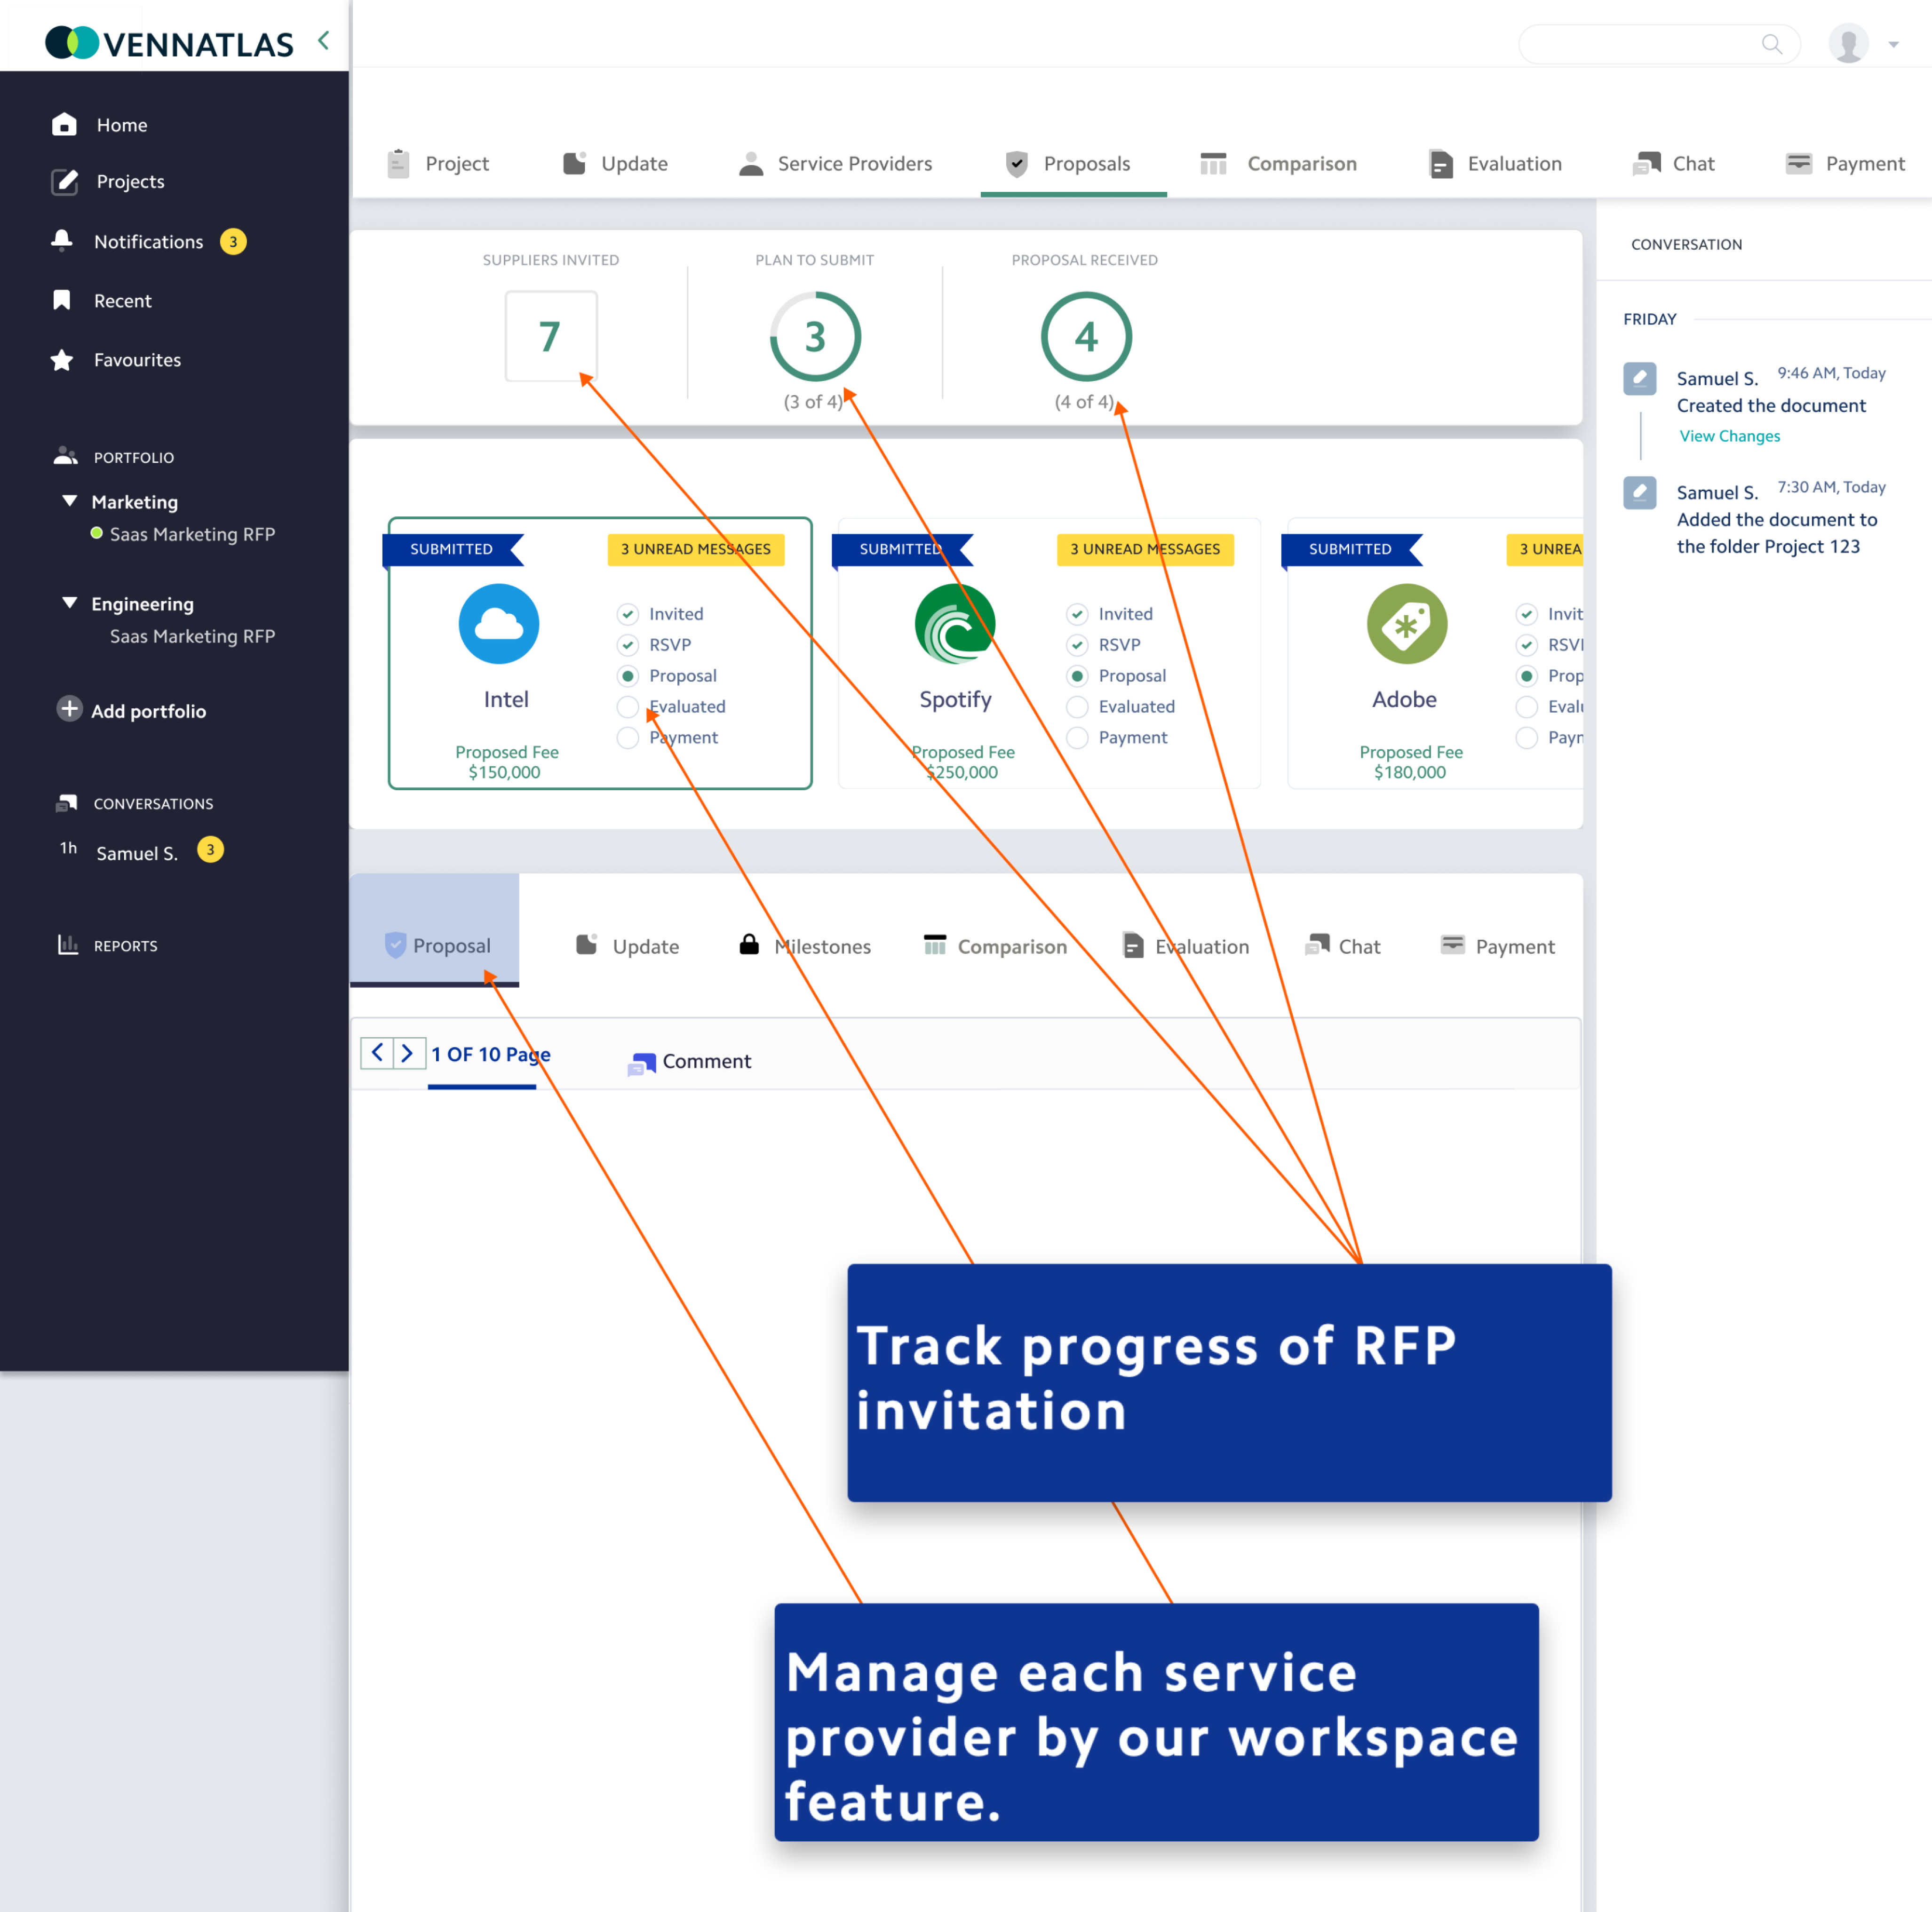 VENNATLAS
Home
Projects
Notifications 3
Recent
Favourites
PORTFOLIO
Marketing
Saas Marketing RFP
Engineering
Saas Marketing RFP
Add portfolio
CONVERSATIONS
1h Samuel S. 3
REPORTS
Project Update Service Providers Proposals Comparison Evaluation Chat Payment
SUPPLIERS INVITED PLAN TO SUBMIT PROPOSAL RECEIVED
7 3 4
(3 of 4) (4 of 4)
SUBMITTED 3 UNREAD MESSAGES
Invited
RSVP
Proposal
Evaluated
Payment
Intel
Proposed Fee
$150,000
SUBMITTED 3 UNREAD MESSAGES
Invited
RSVP
Proposal
Evaluated
Payment
Spotify
Proposed Fee
$250,000
SUBMITTED 3 UNREA
Invit
RSVI
Prop
Evalu
Payn
Adobe
Proposed Fee
$180,000
CONVERSATION
FRIDAY
Samuel S. 9:46 AM, Today
Created the document
View Changes
Samuel S. 7:30 AM, Today
Added the document to
the folder Project 123
Proposal Update Milestones Comparison Evaluation Chat Payment
1 OF 10 Page Comment
Track progress of RFP
invitation
Manage each service
provider by our workspace
feature.